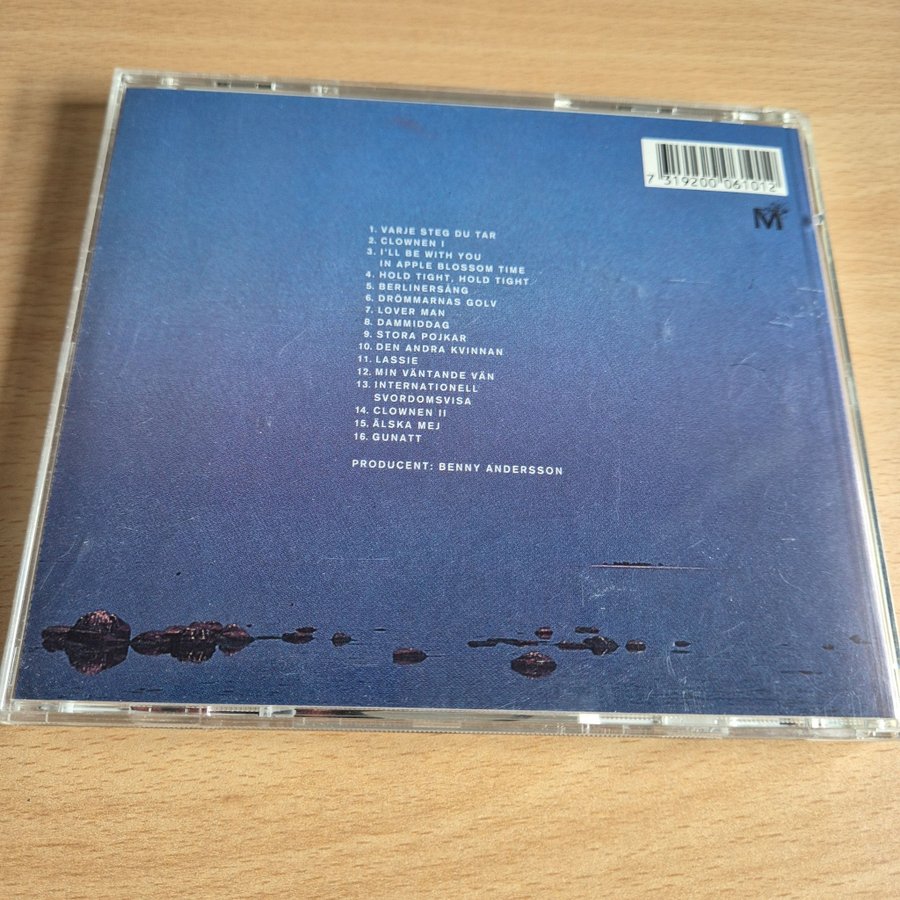 7 319200 061012
M
1. VARJE STEG DU TAR
2. CLOWNEN I
3. I'LL BE WITH YOU
IN APPLE BLOSSOM TIME
4. HOLD TIGHT, HOLD TIGHT
5. BERLINERSÅNG
6. DRÖMMARNAS GOLV
7. LOVER MAN
8. DAMMIDDAG
9. STORA POJKAR
10. DEN ANDRA KVINNAN
11. LASSIE
12. MIN VÄNTANDE VÄN
13. INTERNATIONELL
SVORDOMSVISA
14. CLOWNEN II
15. ÄLSKA MEJ
16. GUNATT
PRODUCENT: BENNY ANDERSSON